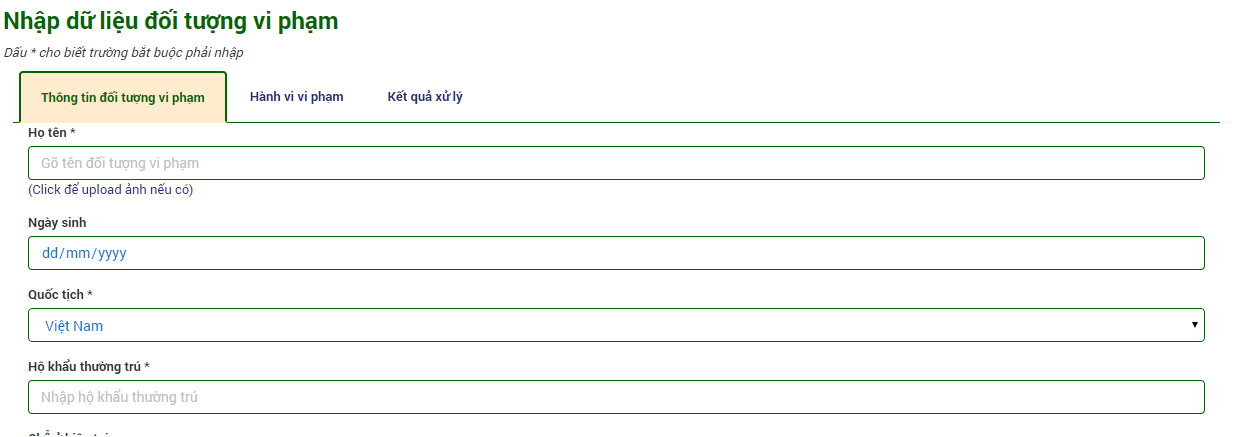 Nhập dữ liệu đối tượng vi phạm
Dấu * cho biết trường bắt buộc phải nhập
Thông tin đối tượng vi phạm Hành vi vi phạm Kết quả xử lý
Họ tên *
Gõ tên đối tượng vi phạm
(Click để upload ảnh nếu có)
Ngày sinh
dd/mm/yyyy
Quốc tịch *
Việt Nam
Hộ khẩu thường trú *
Nhập hộ khẩu thường trú